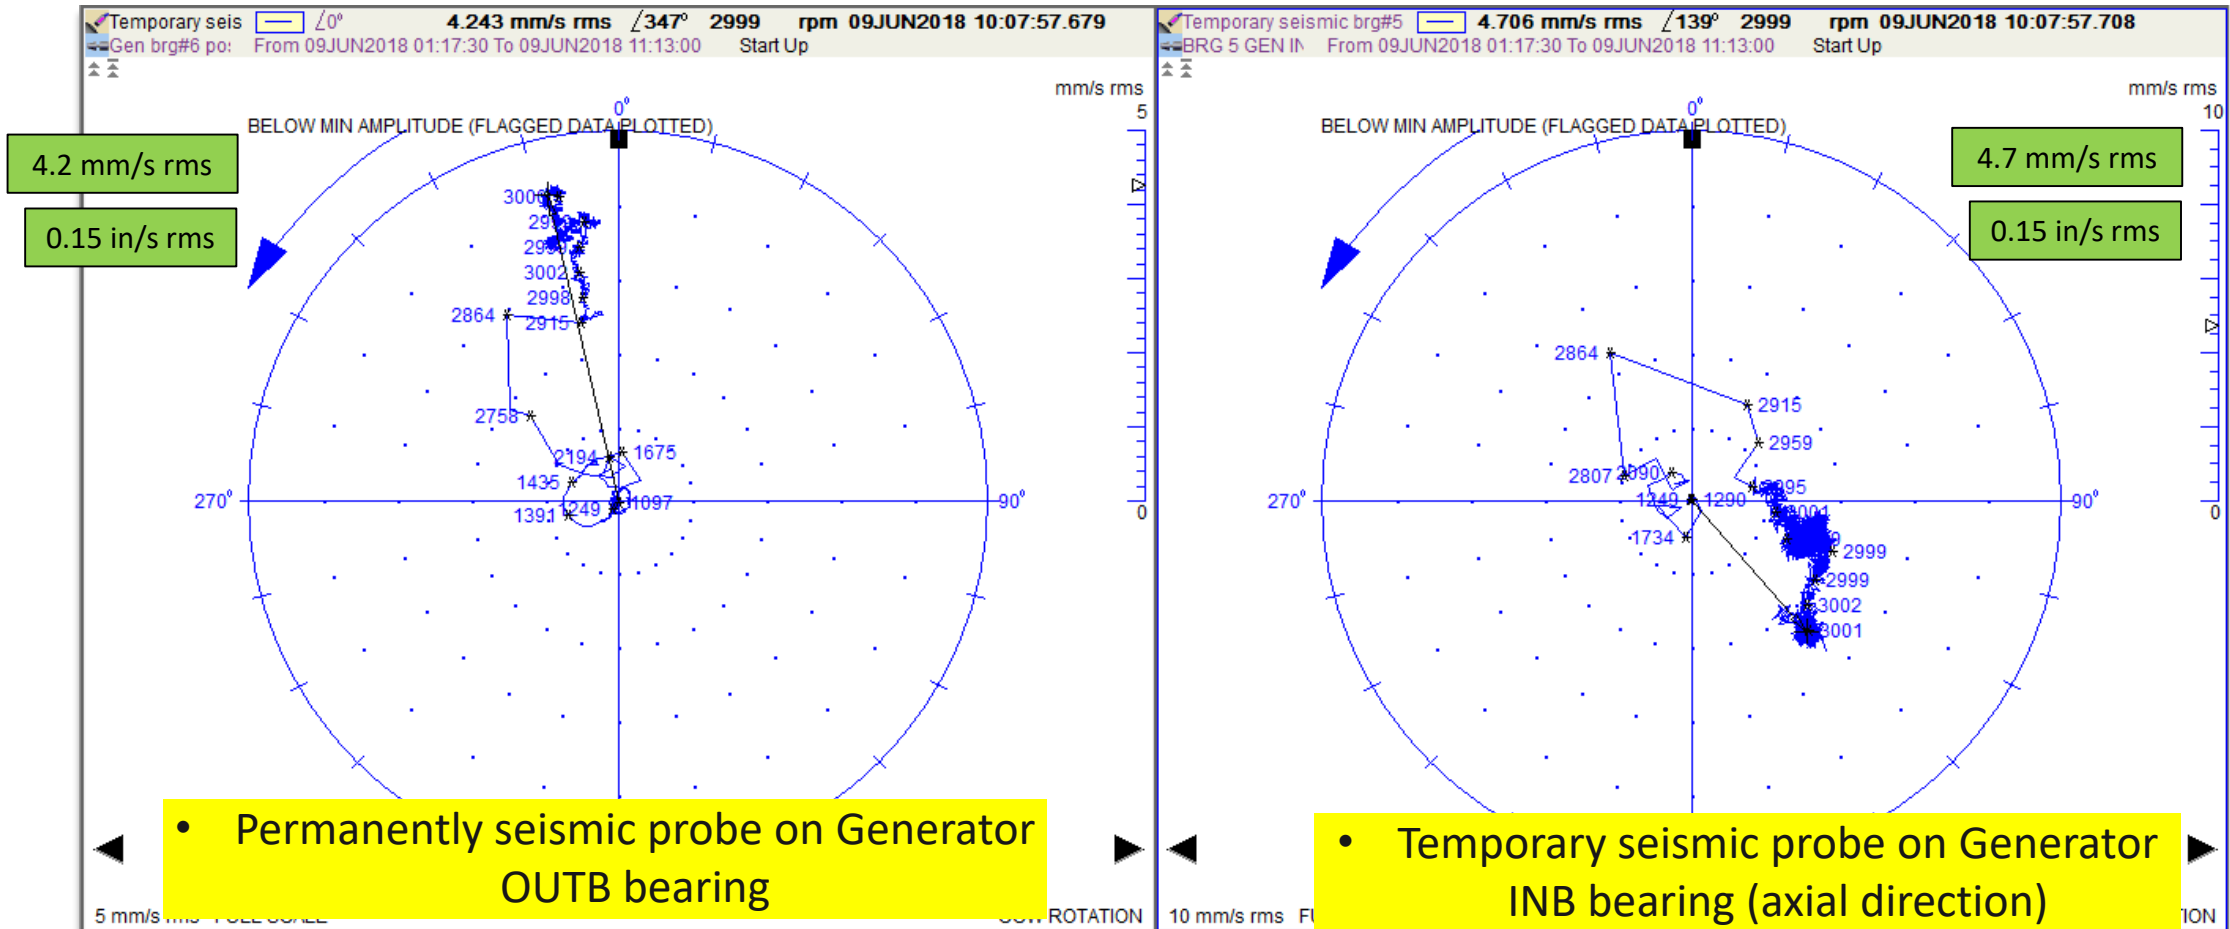 Temporary seis ∠0° 4.243 mm/s rms ∠347° 2999 rpm 09JUN2018 10:07:57.679
Gen brg#6 po: From 09JUN2018 01:17:30 To 09JUN2018 11:13:00 Start Up
mm/s rms
5
0°
BELOW MIN AMPLITUDE (FLAGGED DATA PLOTTED)
4.2 mm/s rms
0.15 in/s rms
3002
2998
2864
2915
2758
2194
1675
1435
1391
1249
1097
270°
90°
0
• Permanently seismic probe on Generator
OUTB bearing
5 mm/s
ROTATION
Temporary seismic brg#5 4.706 mm/s rms ∠139° 2999 rpm 09JUN2018 10:07:57.708
BRG 5 GEN IN From 09JUN2018 01:17:30 To 09JUN2018 11:13:00 Start Up
mm/s rms
10
0°
BELOW MIN AMPLITUDE (FLAGGED DATA PLOTTED)
4.7 mm/s rms
0.15 in/s rms
2864
2915
2959
2807
2090
1249
1290
1734
2999
2999
3002
3001
270°
90°
0
• Temporary seismic probe on Generator
INB bearing (axial direction)
10 mm/s rms